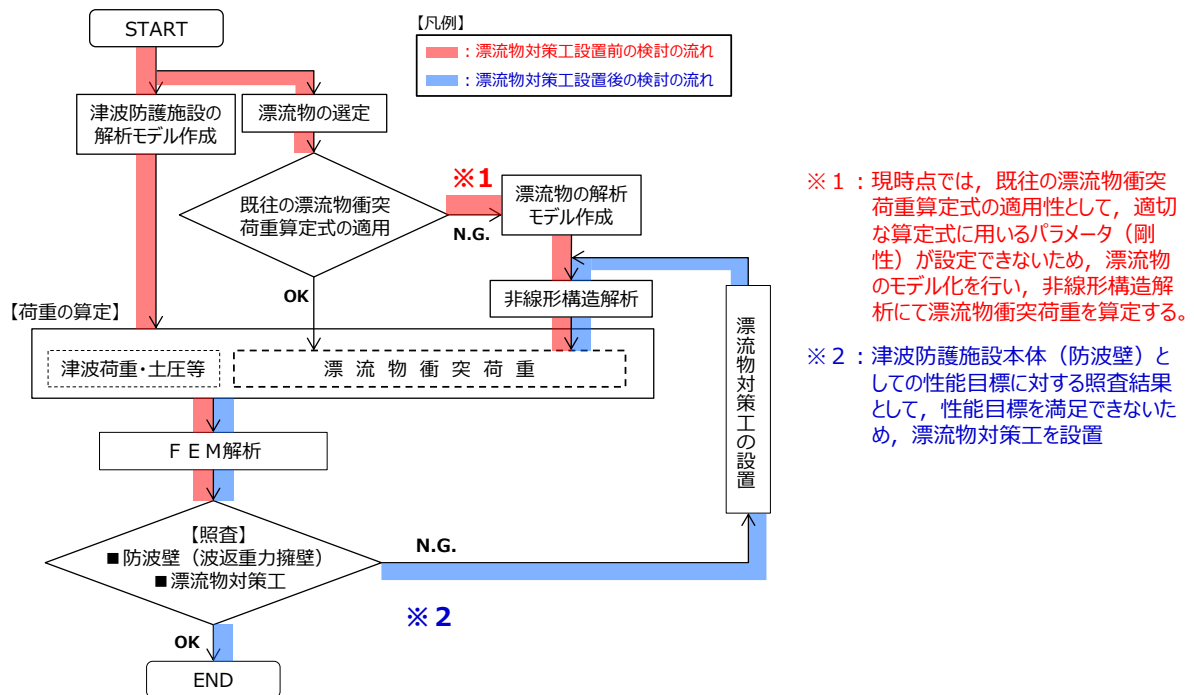 START
【凡例】
：漂流物対策工設置前の検討の流れ
：漂流物対策工設置後の検討の流れ
津波防護施設の
解析モデル作成
漂流物の選定
既往の漂流物衝突
荷重算定式の適用
※1
N.G.
漂流物の解析
モデル作成
OK
非線形構造解析
【荷重の算定】
津波荷重・土圧等
漂流物衝突荷重
漂流物対策工の設置
ＦＥＭ解析
【照査】
■防波壁（波返重力擁壁）
■漂流物対策工
N.G.
※２
OK
END
※１：現時点では，既往の漂流物衝突
荷重算定式の適用性として，適切
な算定式に用いるパラメータ（剛
性）が設定できないため，漂流物
のモデル化を行い，非線形構造解
析にて漂流物衝突荷重を算定する。
※２：津波防護施設本体（防波壁）と
しての性能目標に対する照査結果
として，性能目標を満足できないた
め，漂流物対策工を設置